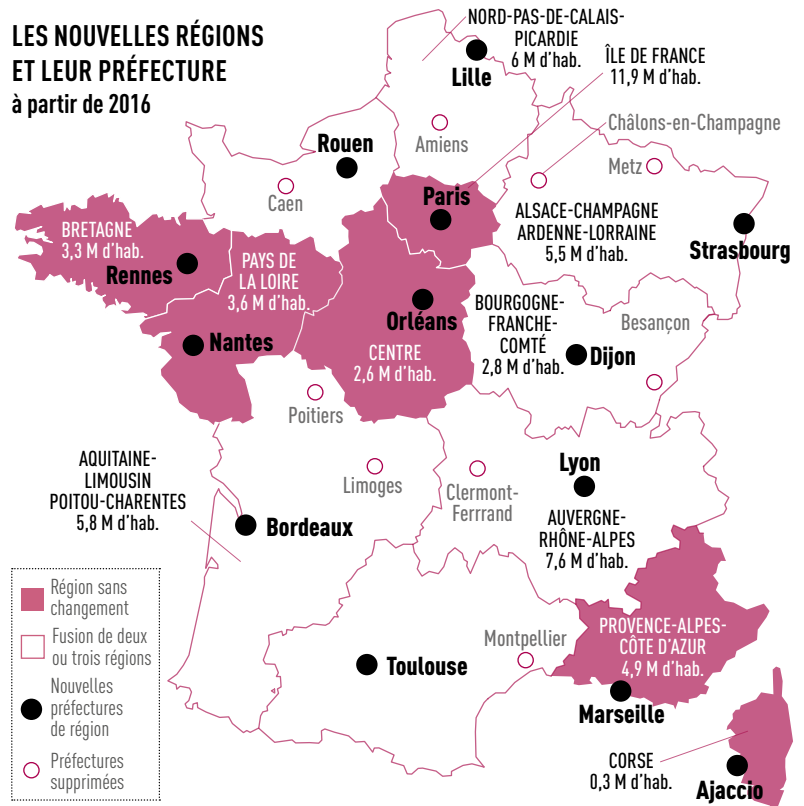 LES NOUVELLES RÉGIONS
ET LEUR PRÉFECTURE
à partir de 2016
NORD-PAS-DE-CALAIS-
PICARDIE
6 M d'hab.
Lille
ÎLE DE FRANCE
11,9 M d'hab.
Amiens
Châlons-en-Champagne
Rouen
Caen
Metz
Paris
ALSACE-CHAMPAGNE
ARDENNE-LORRAINE
5,5 M d'hab.
Strasbourg
BRETAGNE
3,3 M d'hab.
Rennes
PAYS DE
LA LOIRE
3,6 M d'hab.
Nantes
Orléans
CENTRE
2,6 M d'hab.
BOURGOGNE-
FRANCHE-
COMTÉ
2,8 M d'hab.
Besançon
Dijon
Poitiers
Limoges
AQUITAINE-
LIMOUSIN
POITOU-CHARENTES
5,8 M d'hab.
Bordeaux
Clermont-
Ferrrand
Lyon
AUVERGNE-
RHÔNE-ALPES
7,6 M d'hab.
Montpellier
Toulouse
PROVENCE-ALPES-
CÔTE D'AZUR
4,9 M d'hab.
Marseille
CORSE
0,3 M d'hab.
Ajaccio
Région sans
changement
Fusion de deux
ou trois régions
Nouvelles
préfectures
de région
Préfectures
supprimées